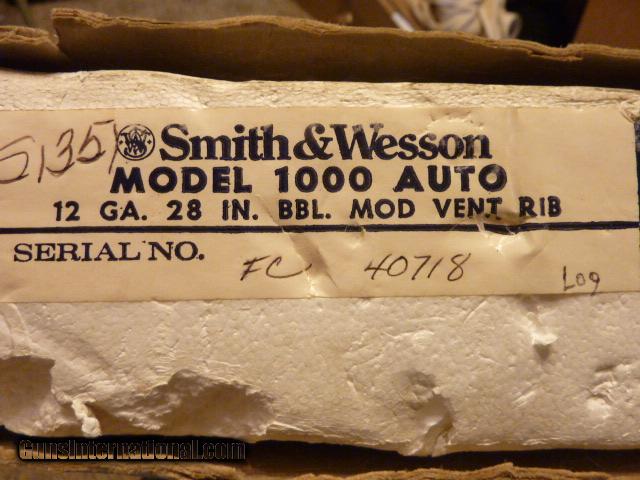 5135
Smith & Wesson
MODEL 1000 AUTO
12 GA. 28 IN. BBL. MOD VENT RIB
SERIAL NO. FC 40718 Log
GunsInternational.com